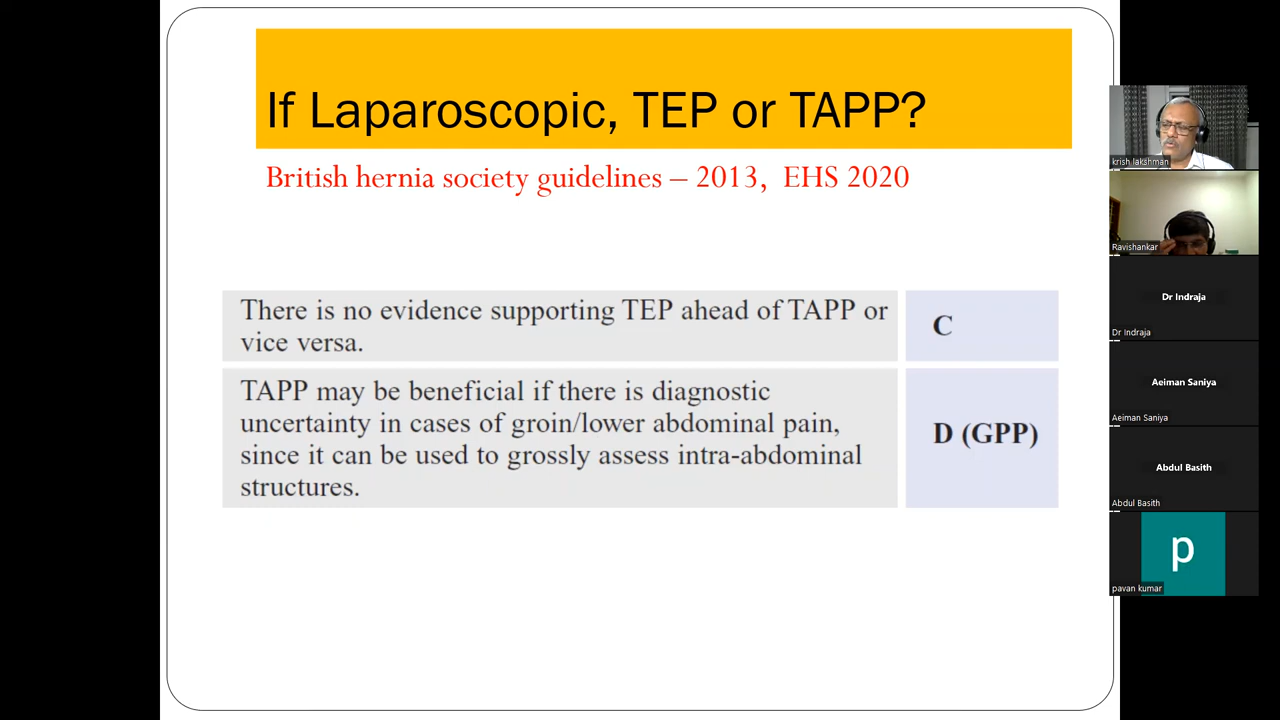 If Laparoscopic, TEP or TAPP?
British hernia society guidelines – 2013, EHS 2020
There is no evidence supporting TEP ahead of TAPP or
vice versa.
C
TAPP may be beneficial if there is diagnostic
uncertainty in cases of groin/lower abdominal pain,
since it can be used to grossly assess intra-abdominal
structures.
D (GPP)
krish lakshman
Ravishankar
Dr Indraja
Dr Indraja
Aeiman Saniya
Aeiman Saniya
Abdul Basith
Abdul Basith
p
pavan kumar